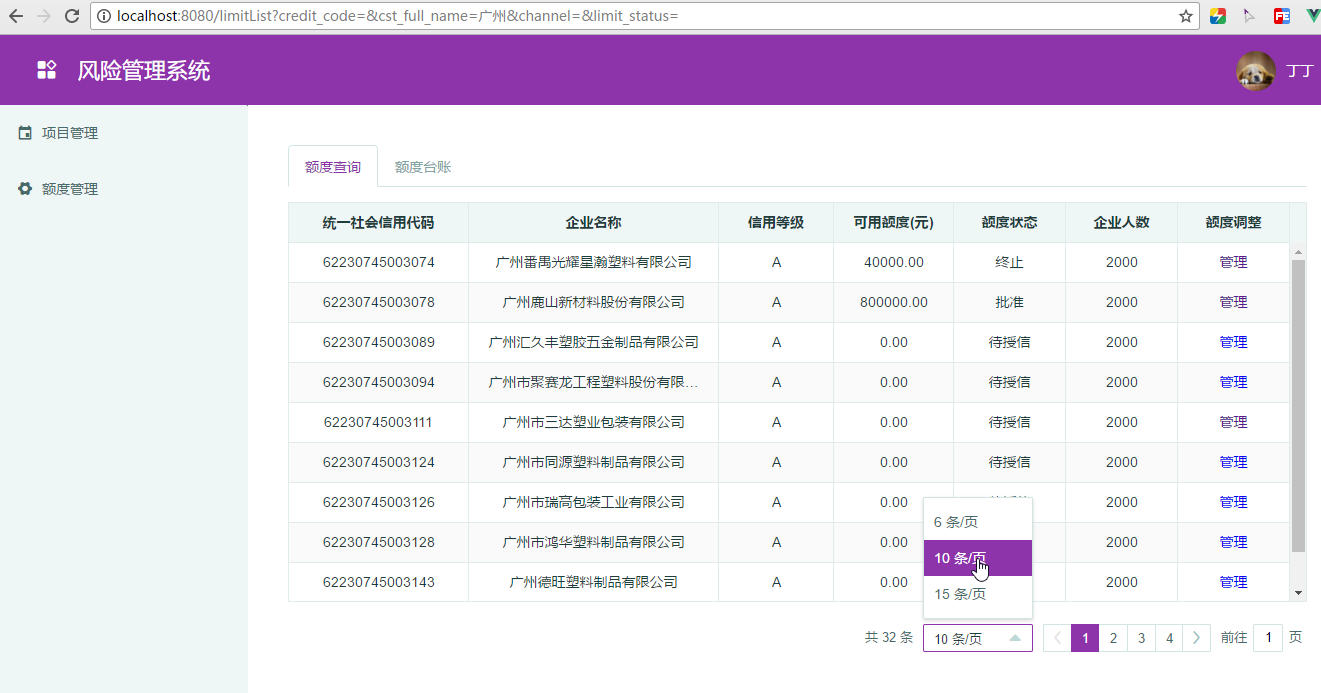 localhost:8080/limitList?credit_code=&cst_full_name=广州&channel=&limit_status=
风险管理系统
丁丁
项目管理
额度管理
额度查询 额度台账
统一社会信用代码 企业名称 信用等级 可用额度(元) 额度状态 企业人数 额度调整
62230745003074 广州番禺光耀星瀚塑料有限公司 A 40000.00 终止 2000 管理
62230745003078 广州鹿山新材料股份有限公司 A 800000.00 批准 2000 管理
62230745003089 广州汇久丰塑胶五金制品有限公司 A 0.00 待授信 2000 管理
62230745003094 广州市聚赛龙工程塑料股份有限… A 0.00 待授信 2000 管理
62230745003111 广州市三达塑业包装有限公司 A 0.00 待授信 2000 管理
62230745003124 广州市同源塑料制品有限公司 A 0.00 待授信 2000 管理
62230745003126 广州市瑞高包装工业有限公司 A 0.00 2000 管理
62230745003128 广州市鸿华塑料制品有限公司 A 0.00 2000 管理
62230745003143 广州德旺塑料制品有限公司 A 0.00 2000 管理
6 条/页
10 条/页
15 条/页
共 32 条 10 条/页 1 2 3 4 前往 1 页